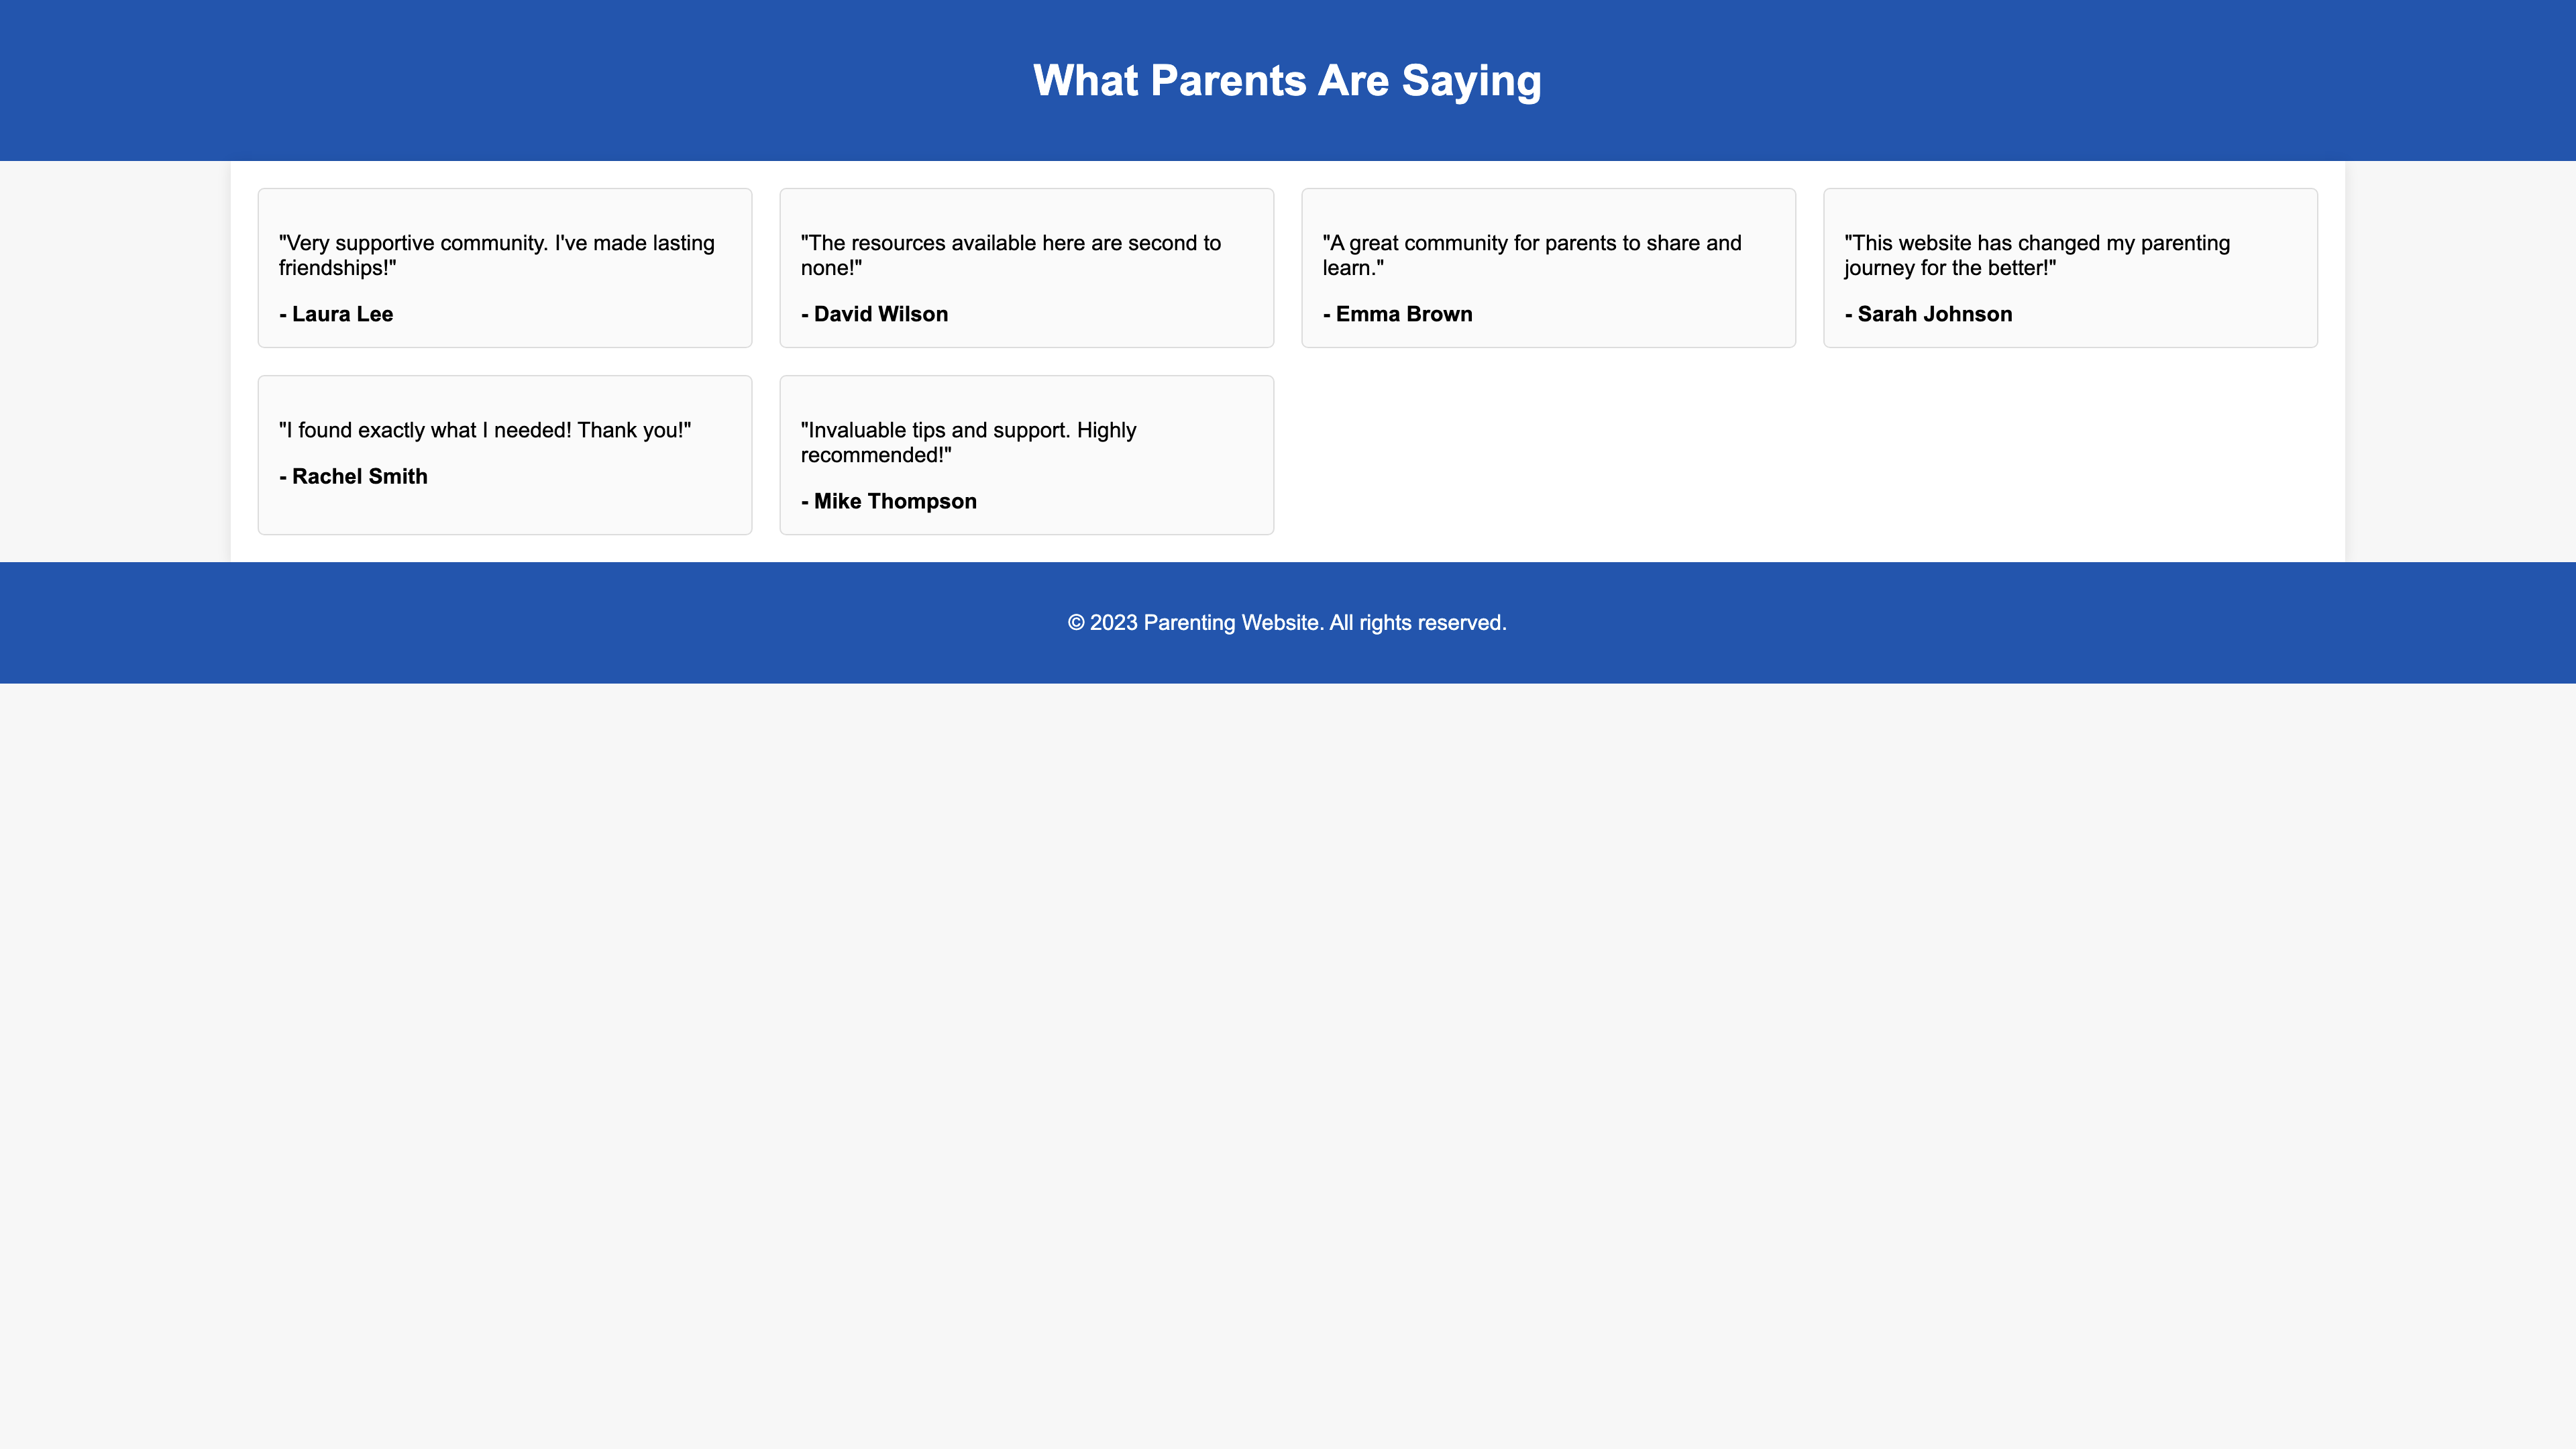 What Parents Are Saying
"Very supportive community. I've made lasting
friendships!"
- Laura Lee
"The resources available here are second to
none!"
- David Wilson
"A great community for parents to share and
learn."
- Emma Brown
"This website has changed my parenting
journey for the better!"
- Sarah Johnson
"I found exactly what I needed! Thank you!"
- Rachel Smith
"Invaluable tips and support. Highly
recommended!"
- Mike Thompson
© 2023 Parenting Website. All rights reserved.